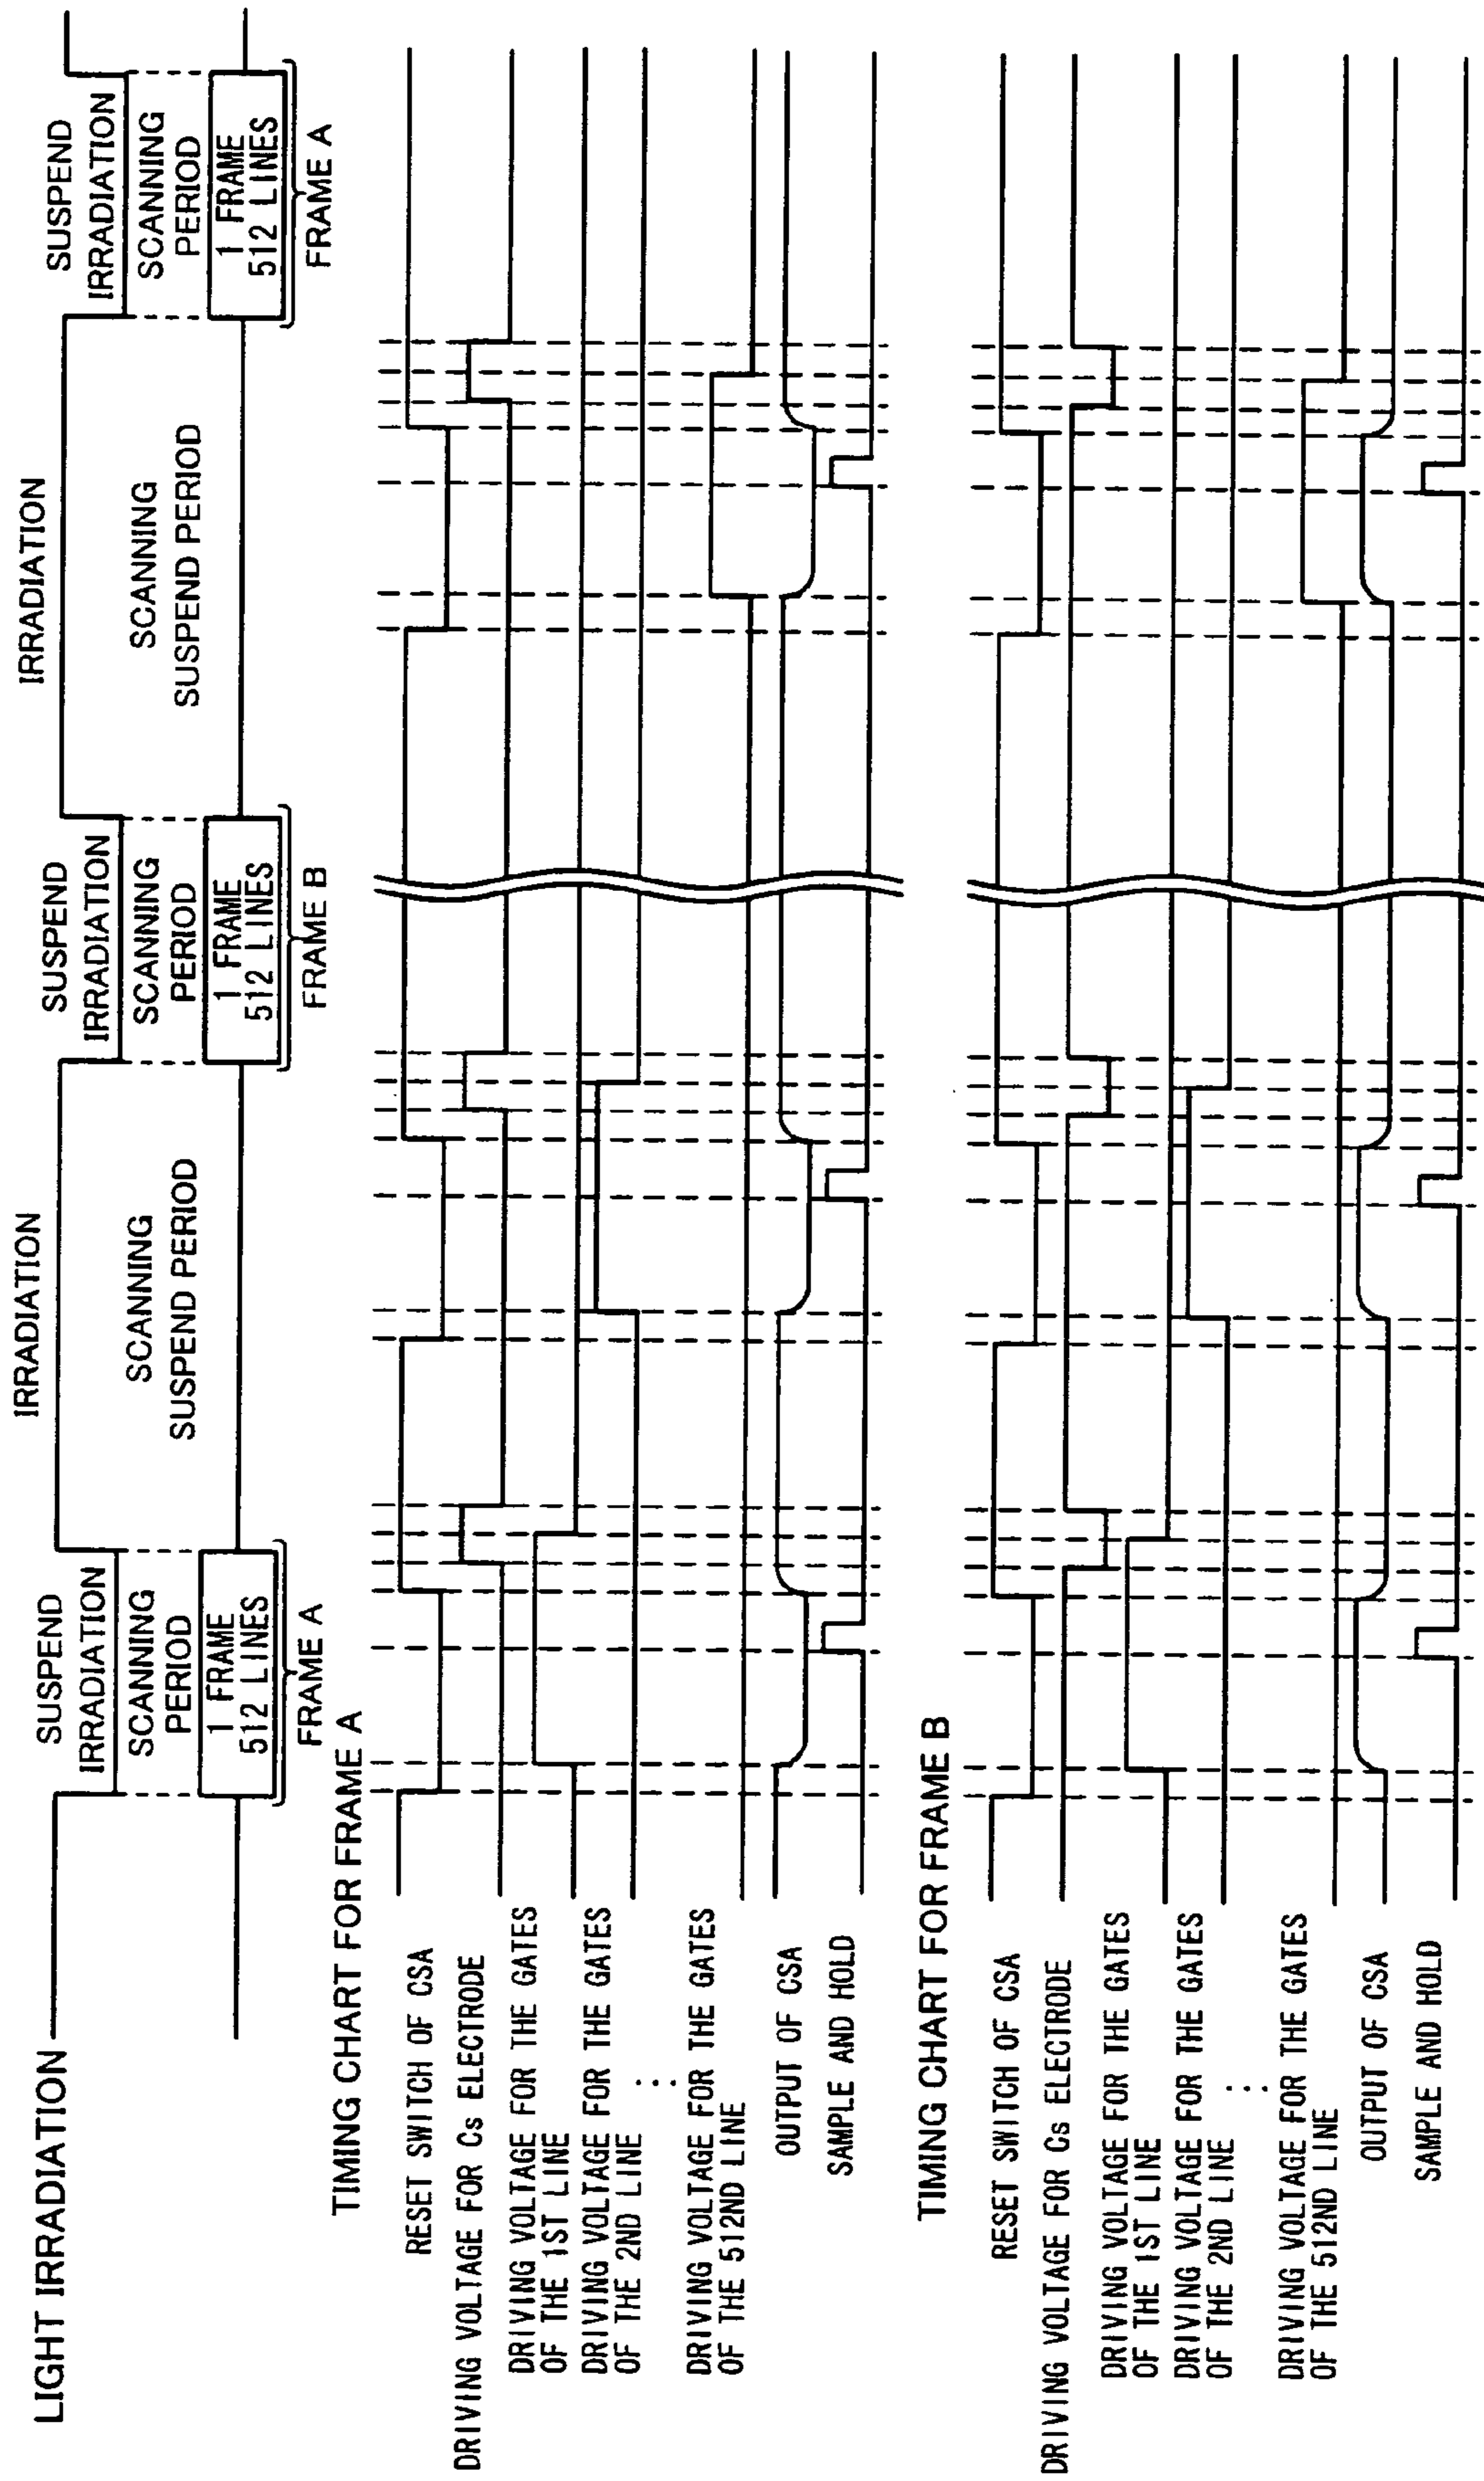 LIGHT IRRADIATION
SUSPEND
IRRADIATION
IRRADIATION
SUSPEND
IRRADIATION
IRRADIATION
SUSPEND
IRRADIATION
SCANNING
PERIOD
SCANNING
SUSPEND PERIOD
SCANNING
PERIOD
SCANNING
SUSPEND PERIOD
SCANNING
PERIOD
1 FRAME
512 LINES
1 FRAME
512 LINES
1 FRAME
512 LINES
FRAME A
FRAME B
FRAME A
TIMING CHART FOR FRAME A
RESET SWITCH OF CSA
DRIVING VOLTAGE FOR Cs ELECTRODE
DRIVING VOLTAGE FOR THE GATES
OF THE 1ST LINE
DRIVING VOLTAGE FOR THE GATES
OF THE 2ND LINE
DRIVING VOLTAGE FOR THE GATES
OF THE 512ND LINE
OUTPUT OF CSA
SAMPLE AND HOLD
TIMING CHART FOR FRAME B
RESET SWITCH OF CSA
DRIVING VOLTAGE FOR Cs ELECTRODE
DRIVING VOLTAGE FOR THE GATES
OF THE 1ST LINE
DRIVING VOLTAGE FOR THE GATES
OF THE 2ND LINE
DRIVING VOLTAGE FOR THE GATES
OF THE 512ND LINE
OUTPUT OF CSA
SAMPLE AND HOLD